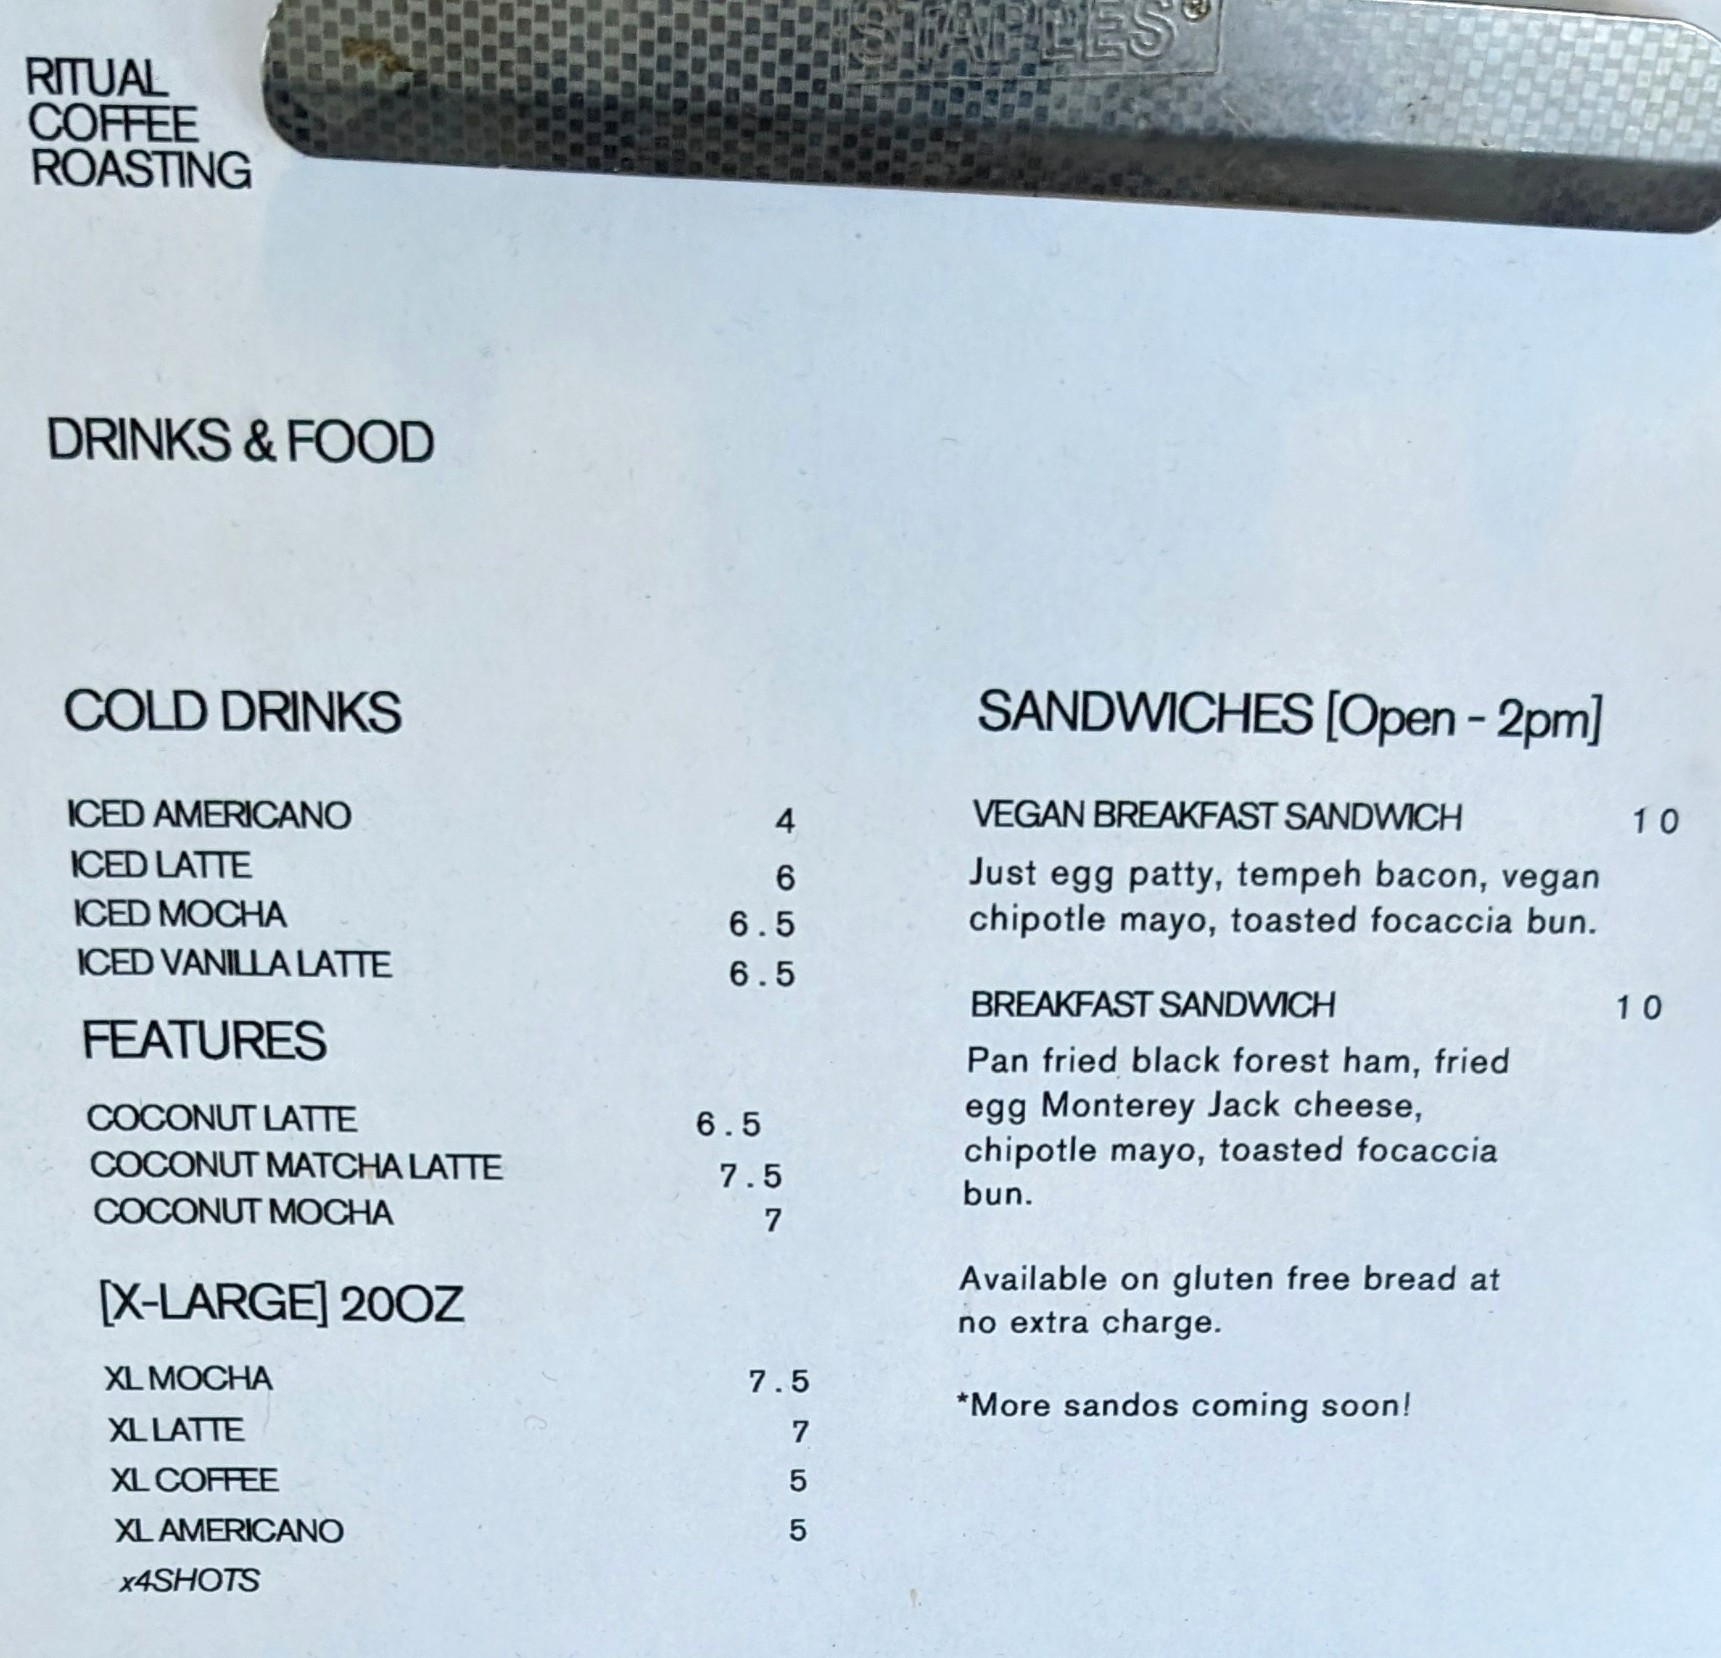 STAPLES®
RITUAL
COFFEE
ROASTING
DRINKS & FOOD
COLD DRINKS
ICED AMERICANO 4
ICED LATTE 6
ICED MOCHA 6.5
ICED VANILLA LATTE 6.5
FEATURES
COCONUT LATTE 6.5
COCONUT MATCHA LATTE 7.5
COCONUT MOCHA 7
[X-LARGE] 20OZ
XL MOCHA 7.5
XL LATTE 7
XL COFFEE 5
XL AMERICANO 5
x4SHOTS
SANDWICHES [Open - 2pm]
VEGAN BREAKFAST SANDWICH 10
Just egg patty, tempeh bacon, vegan
chipotle mayo, toasted focaccia bun.
BREAKFAST SANDWICH 10
Pan fried black forest ham, fried
egg Monterey Jack cheese,
chipotle mayo, toasted focaccia
bun.
Available on gluten free bread at
no extra charge.
*More sandos coming soon!